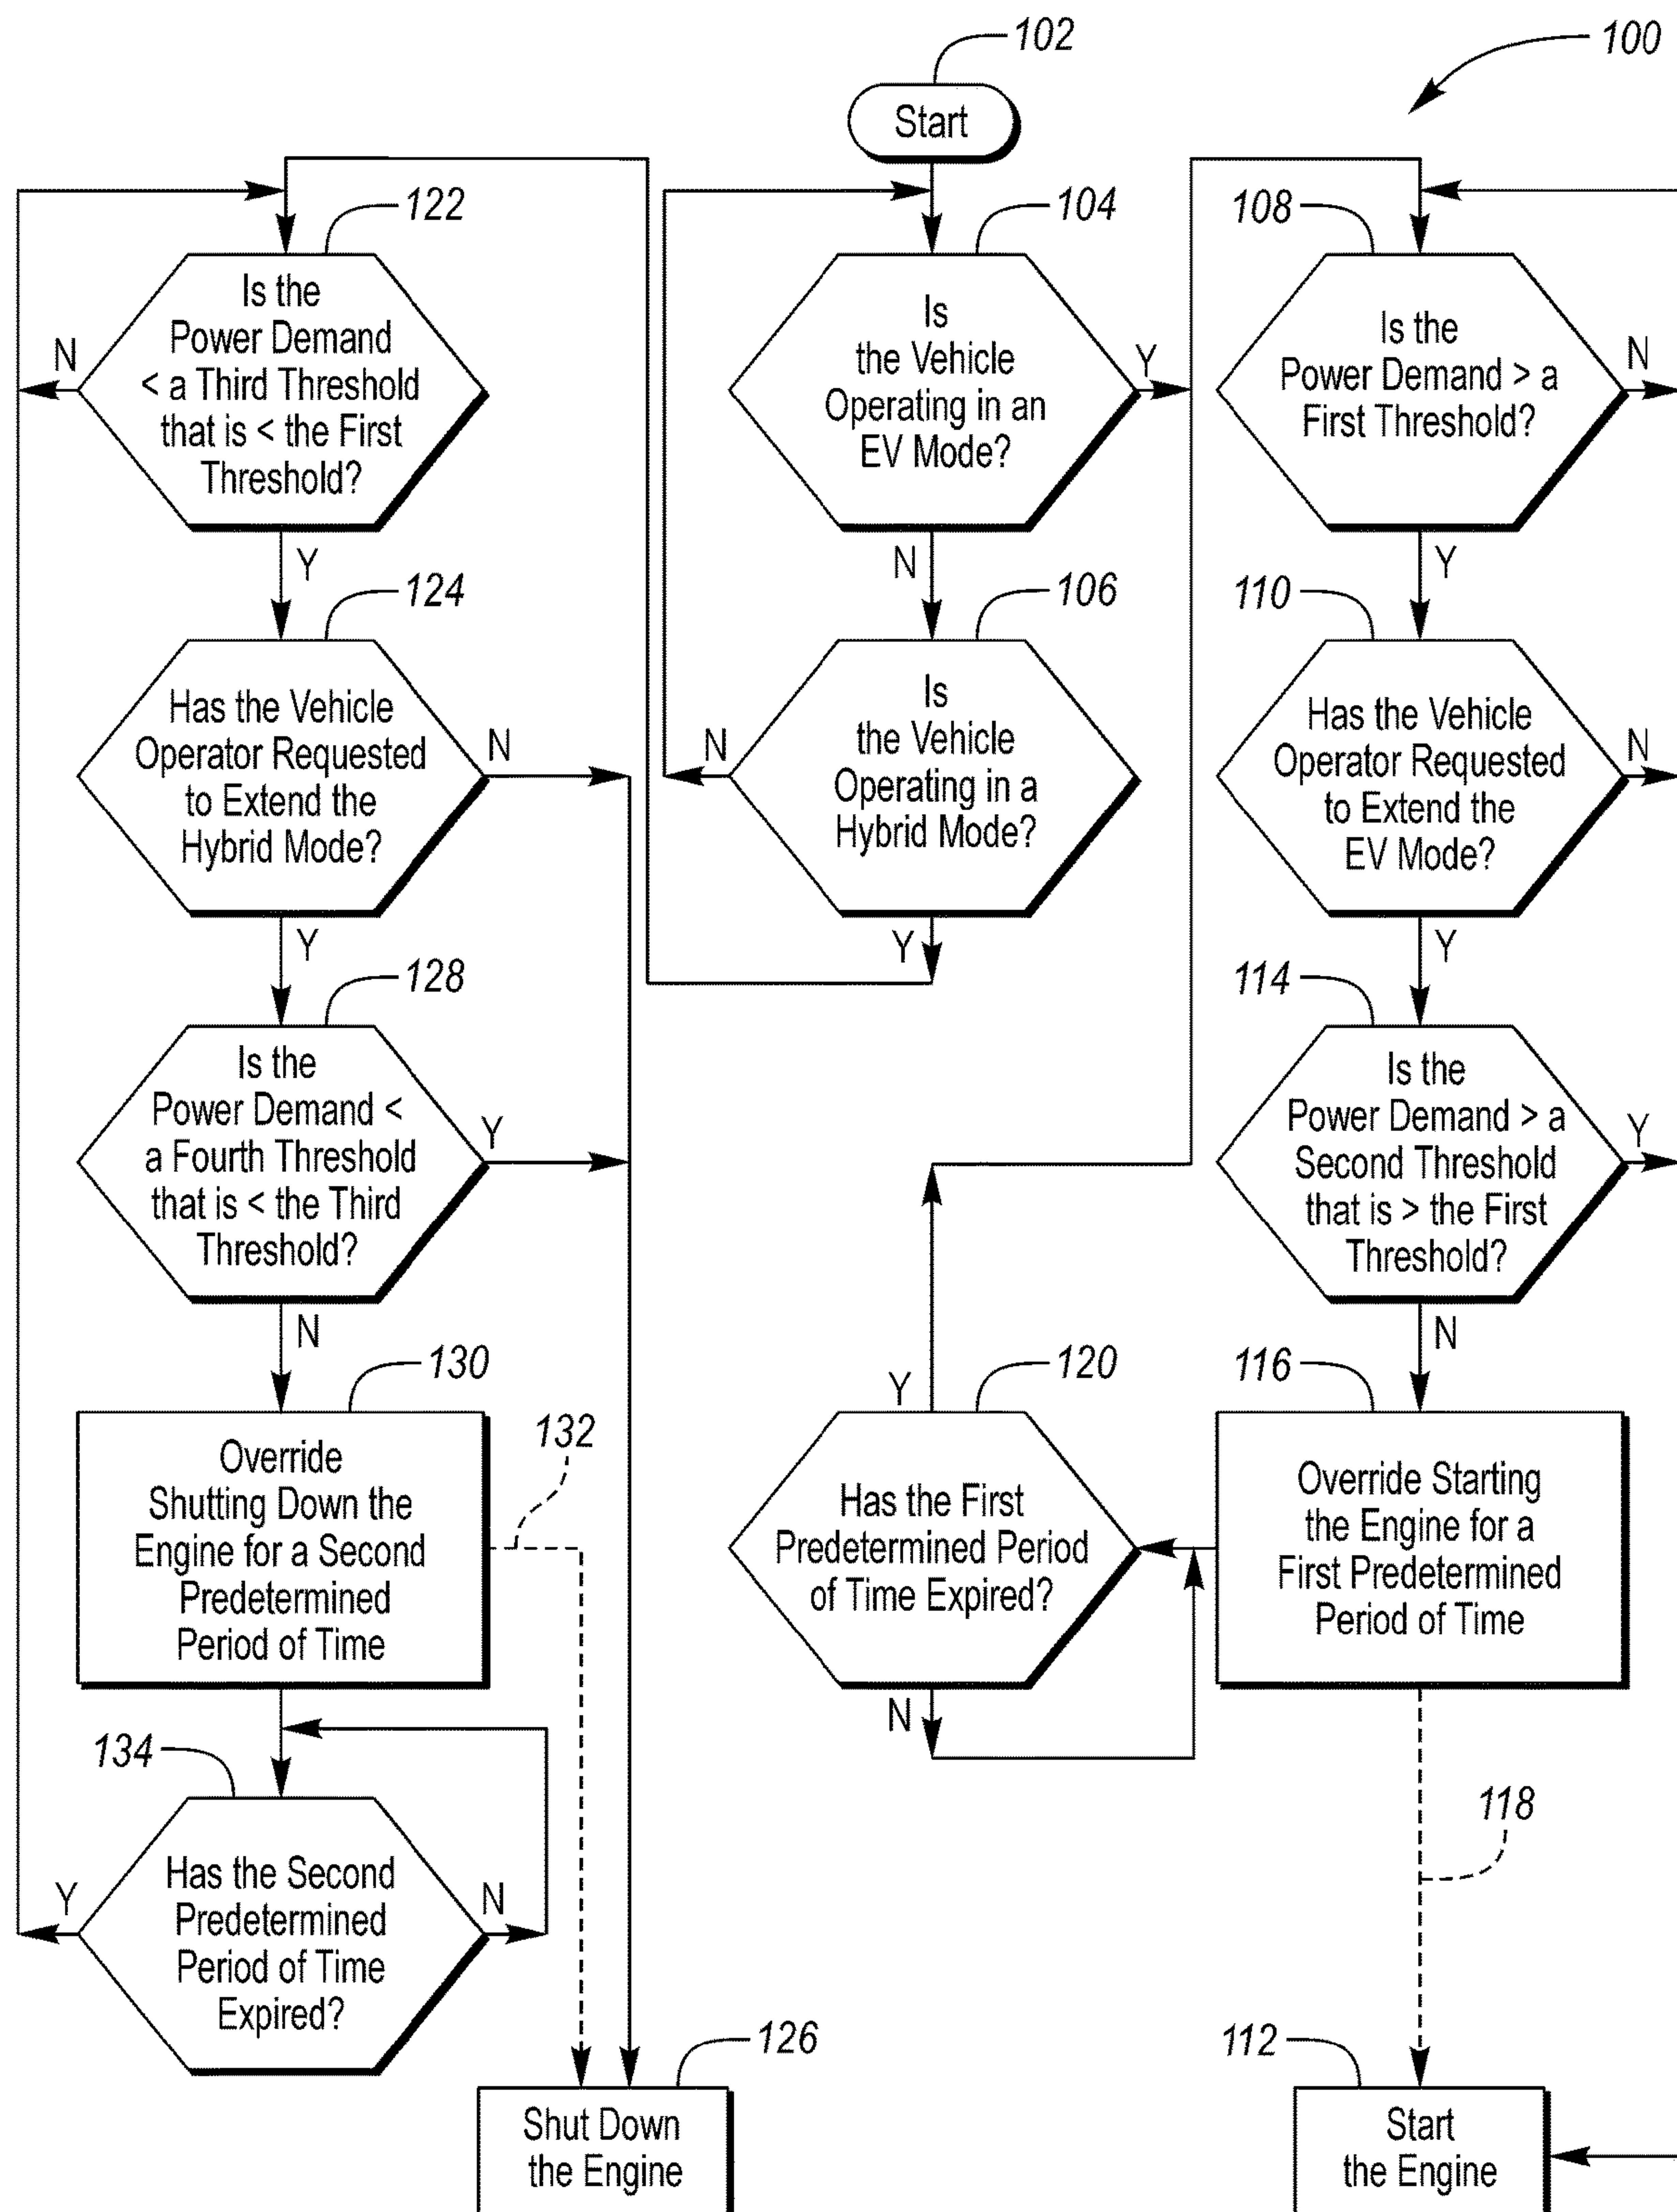 102
100
Start
122
Is the
Power Demand
< a Third Threshold
that is < the First
Threshold?
N
Y
104
Is
the Vehicle
Operating in an
EV Mode?
Y
N
108
Is the
Power Demand > a
First Threshold?
N
Y
124
Has the Vehicle
Operator Requested
to Extend the
Hybrid Mode?
N
Y
106
Is
the Vehicle
Operating in a
Hybrid Mode?
N
Y
110
Has the Vehicle
Operator Requested
to Extend the
EV Mode?
N
Y
128
Is the
Power Demand <
a Fourth Threshold
that is < the Third
Threshold?
Y
N
114
Is the
Power Demand > a
Second Threshold
that is > the First
Threshold?
Y
N
130
Override
Shutting Down the
Engine for a Second
Predetermined
Period of Time
132
120
Y
Has the First
Predetermined Period
of Time Expired?
N
116
Override Starting
the Engine for a
First Predetermined
Period of Time
118
134
Has the Second
Predetermined
Period of Time
Expired?
Y
N
126
Shut Down
the Engine
112
Start
the Engine